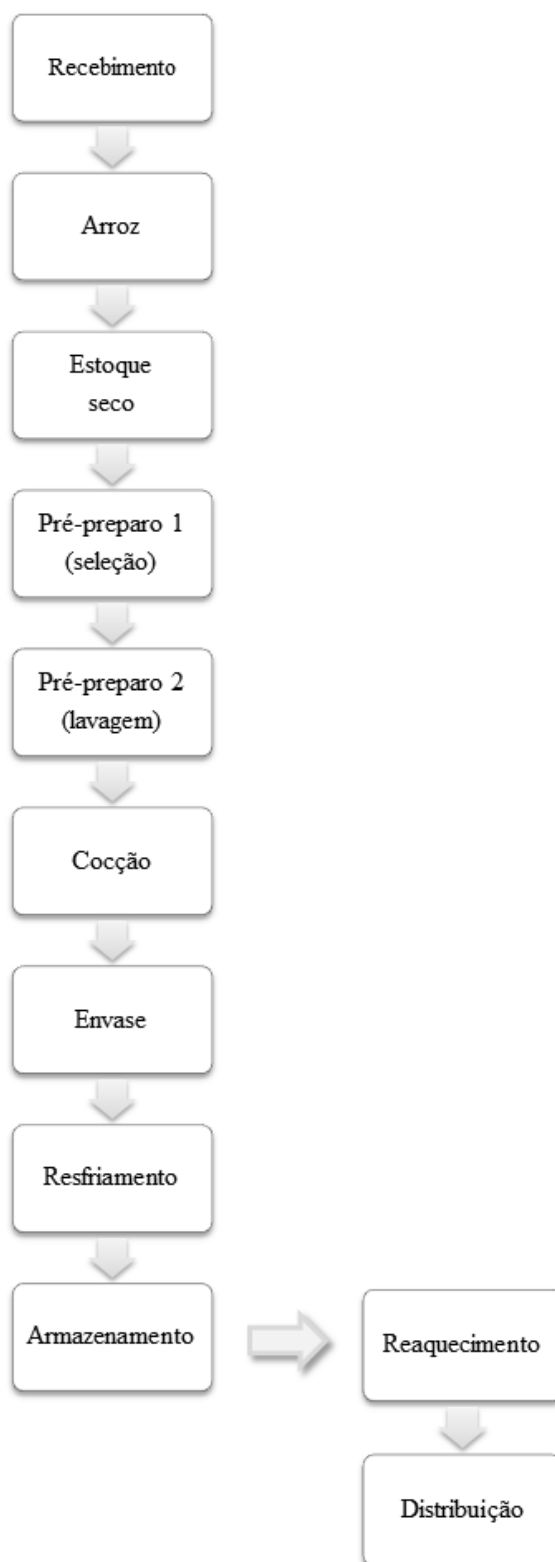 Recebimento
Arroz
Estoque
seco
Pré-preparo 1
(seleção)
Pré-preparo 2
(lavagem)
Cocção
Envase
Resfriamento
Armazenamento
Reaquecimento
Distribuição